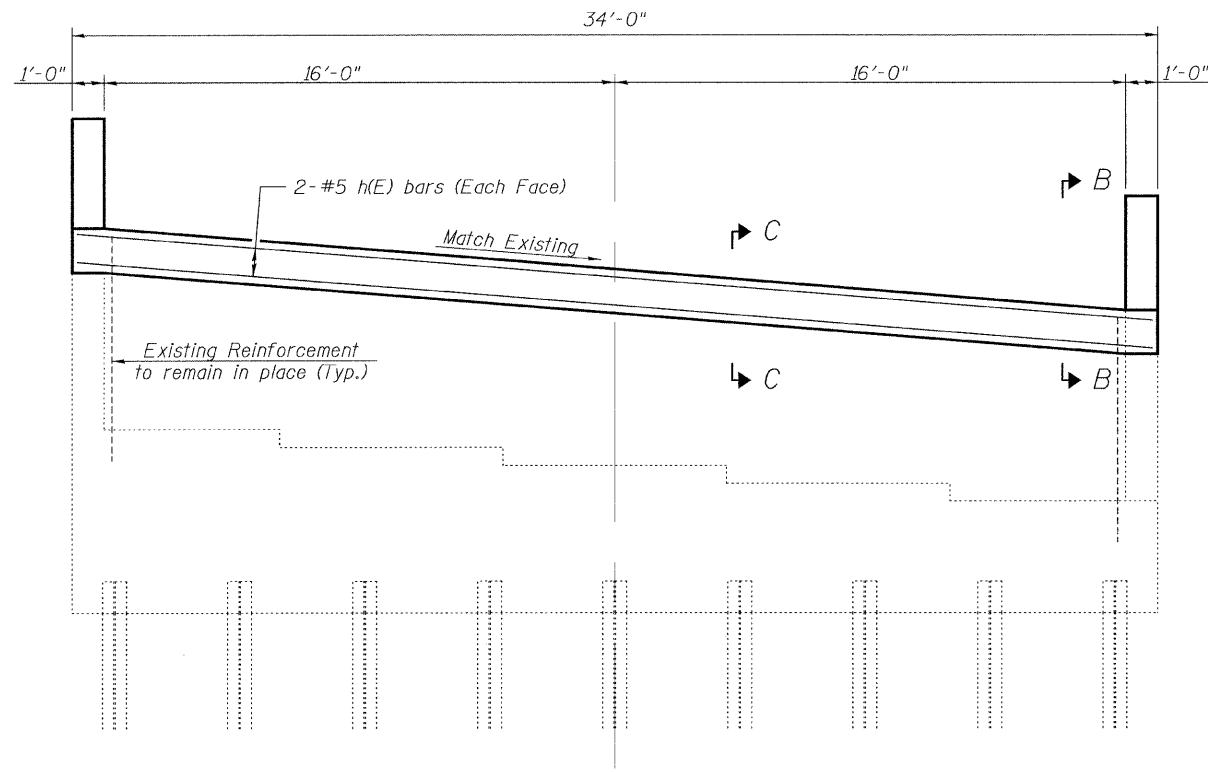 34'-0"
1'-0"
16'-0"
16'-0"
1'-0"
2-#5 h(E) bars (Each Face)
B
C
Match Existing
Existing Reinforcement
to remain in place (Typ.)
C
B